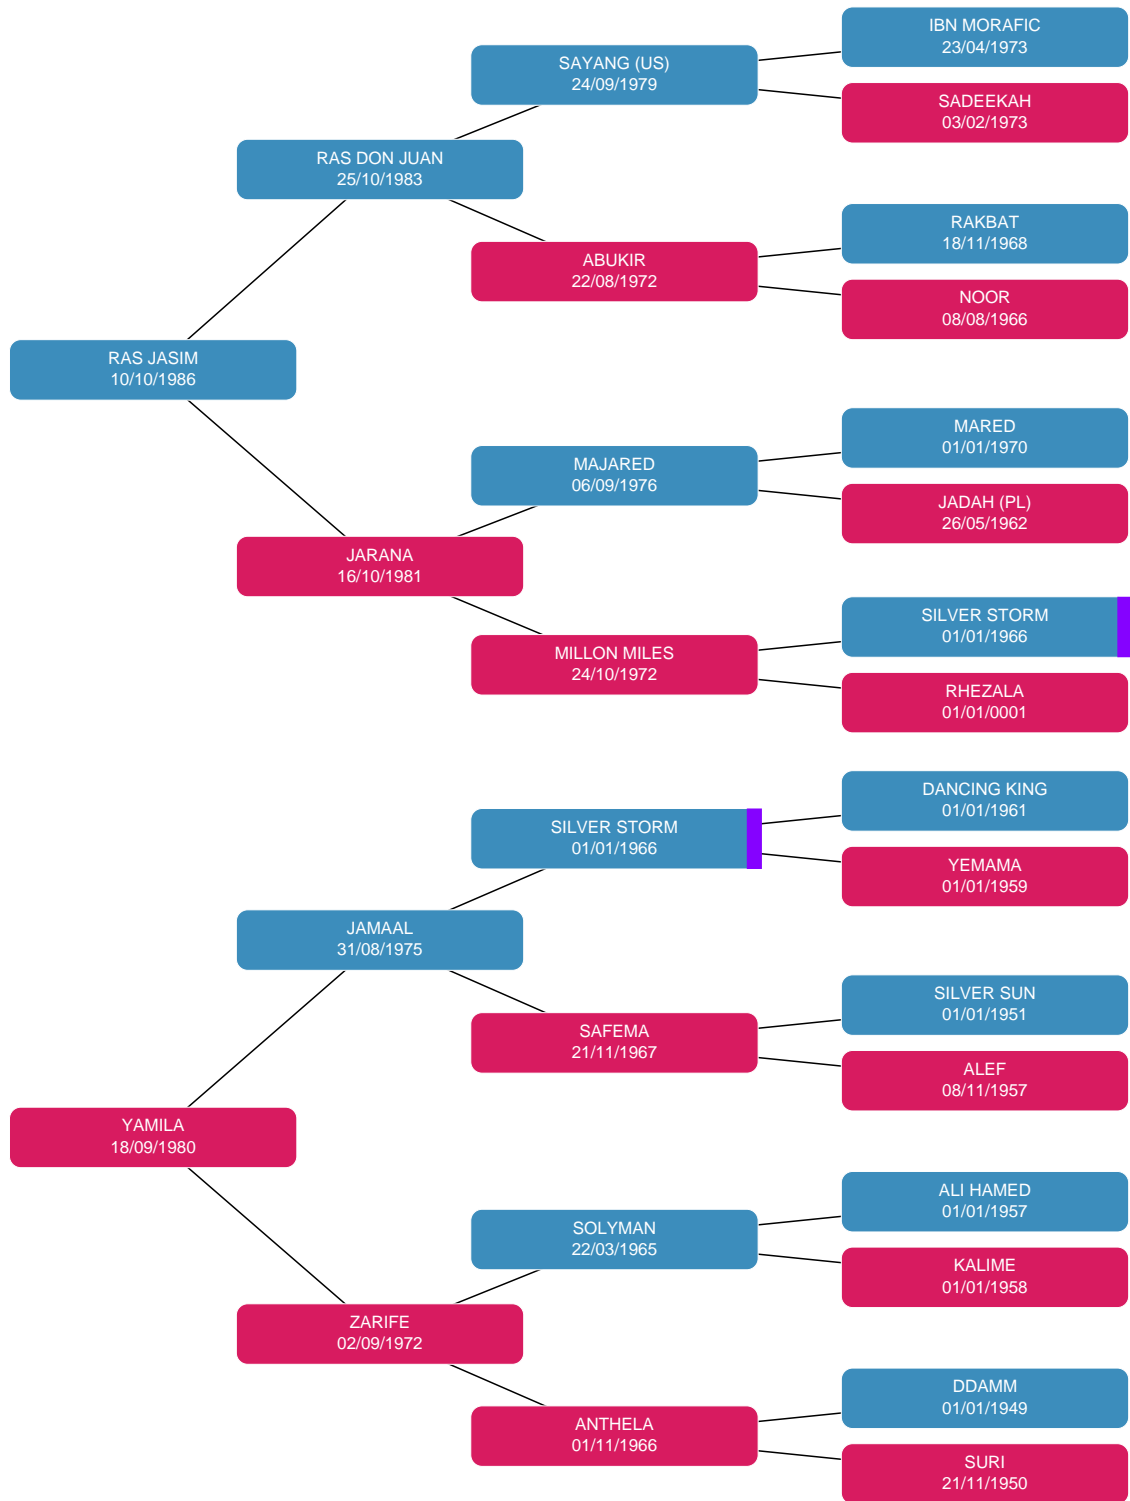 IBN MORAFIC
23/04/1973
SAYANG (US)
24/09/1979
SADEEKAH
03/02/1973
RAS DON JUAN
25/10/1983
RAKBAT
18/11/1968
ABUKIR
22/08/1972
NOOR
08/08/1966
RAS JASIM
10/10/1986
MARED
01/01/1970
MAJARED
06/09/1976
JADAH (PL)
26/05/1962
JARANA
16/10/1981
SILVER STORM
01/01/1966
MILLON MILES
24/10/1972
RHEZALA
01/01/0001
DANCING KING
01/01/1961
SILVER STORM
01/01/1966
YEMAMA
01/01/1959
JAMAAL
31/08/1975
SILVER SUN
01/01/1951
SAFEMA
21/11/1967
ALEF
08/11/1957
YAMILA
18/09/1980
ALI HAMED
01/01/1957
SOLYMAN
22/03/1965
KALIME
01/01/1958
ZARIFE
02/09/1972
DDAMM
01/01/1949
ANTHELA
01/11/1966
SURI
21/11/1950